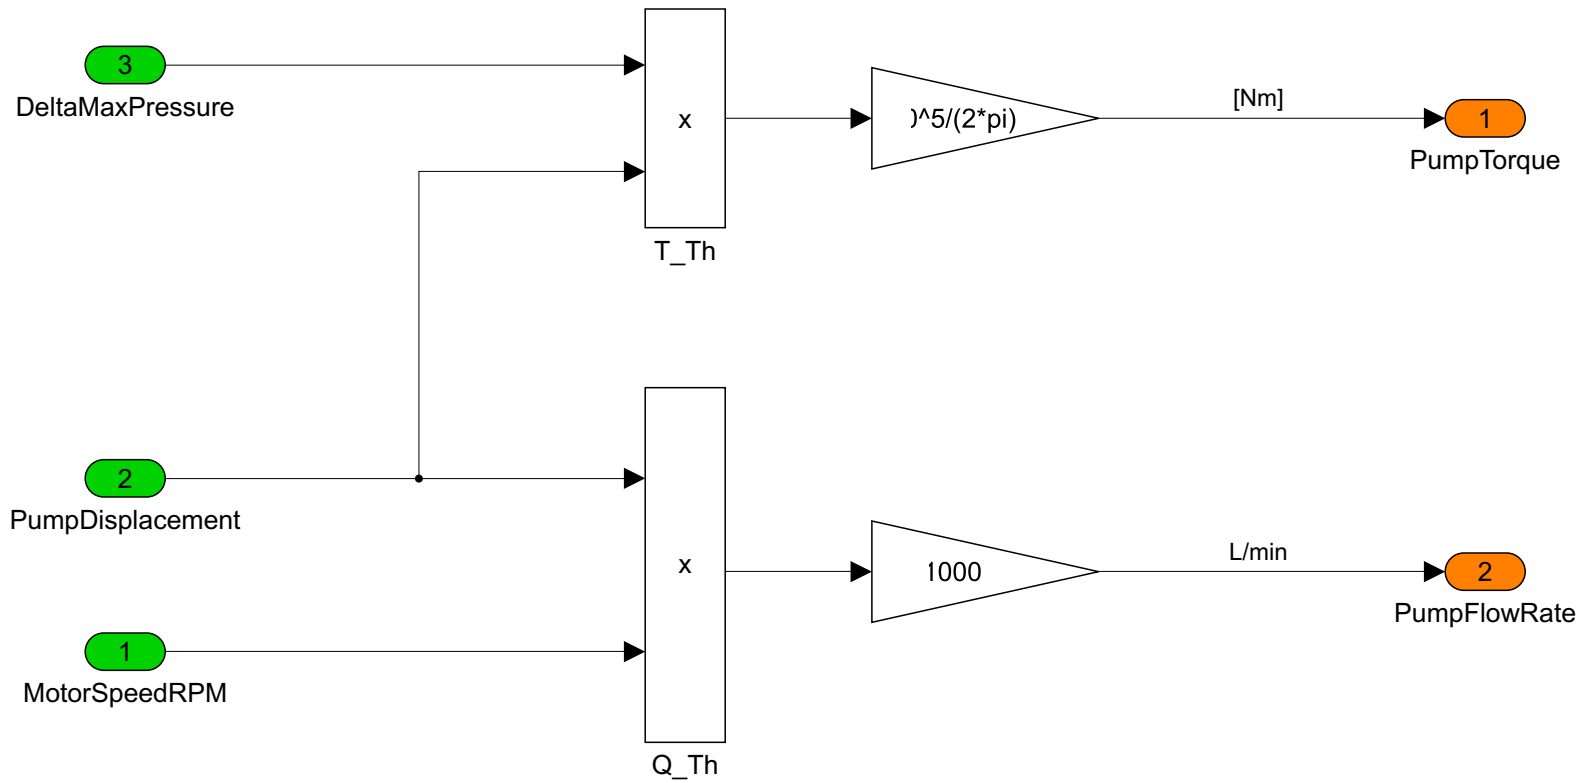 3
DeltaMaxPressure
x
T_Th
)^5/(2*pi)
[Nm]
1
PumpTorque
2
PumpDisplacement
x
Q_Th
1000
L/min
2
PumpFlowRate
1
MotorSpeedRPM